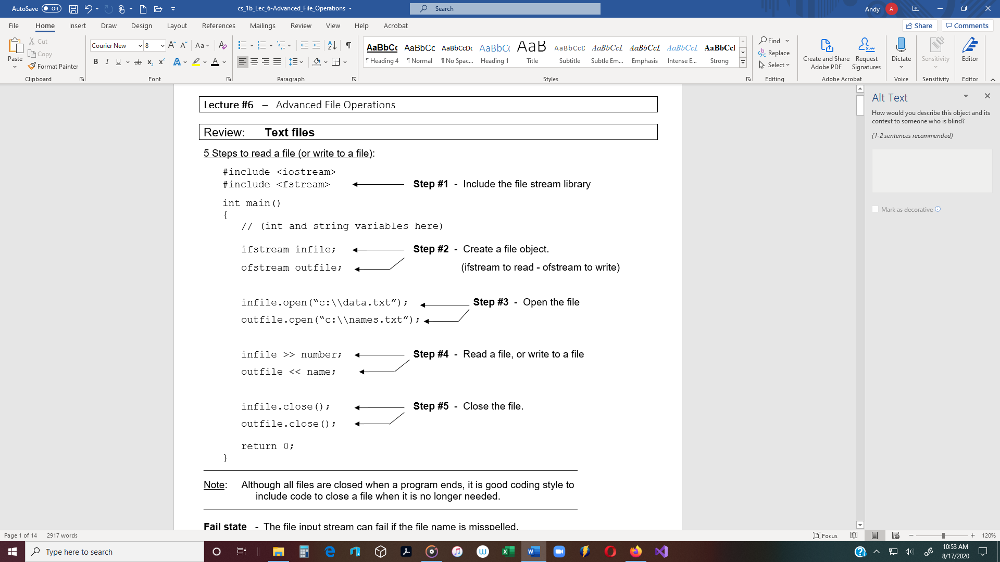 AutoSave Off cs_1b_Lec_6-Advanced_File_Operations Search Andy A
File Home Insert Draw Design Layout References Mailings Review View Help Acrobat Share Comments
Paste Cut Copy Format Painter Clipboard
Courier New 8 Font
Paragraph
AaBbCc AaBbCc AaBbCcDc AaBbCc AaB AaBbCcD AaBbCcL AaBbCcL AaBbCcL AaBbCcl
¶ Heading 4 ¶ Normal ¶ No Spac... Heading 1 Title Subtitle Subtle Em... Emphasis Intense E... Strong
Styles
Find Replace Select Editing
Create and Share Adobe PDF Request Signatures Adobe Acrobat
Dictate Voice
Sensitivity Sensitivity
Editor Editor
Lecture #6 – Advanced File Operations
Review: Text files
5 Steps to read a file (or write to a file):
#include <iostream>
#include <fstream> Step #1 - Include the file stream library
int main()
{
// (int and string variables here)
ifstream infile; Step #2 - Create a file object.
ofstream outfile; (ifstream to read - ofstream to write)
infile.open(“c:\\data.txt”); Step #3 - Open the file
outfile.open(“c:\\names.txt”);
infile >> number; Step #4 - Read a file, or write to a file
outfile << name;
infile.close(); Step #5 - Close the file.
outfile.close();
return 0;
}
Note: Although all files are closed when a program ends, it is good coding style to
include code to close a file when it is no longer needed.
Fail state - The file input stream can fail if the file name is misspelled.
Alt Text
How would you describe this object and its
context to someone who is blind?
(1-2 sentences recommended)
Mark as decorative
Page 1 of 14 2917 words Focus 120%
Type here to search
10:53 AM
8/17/2020